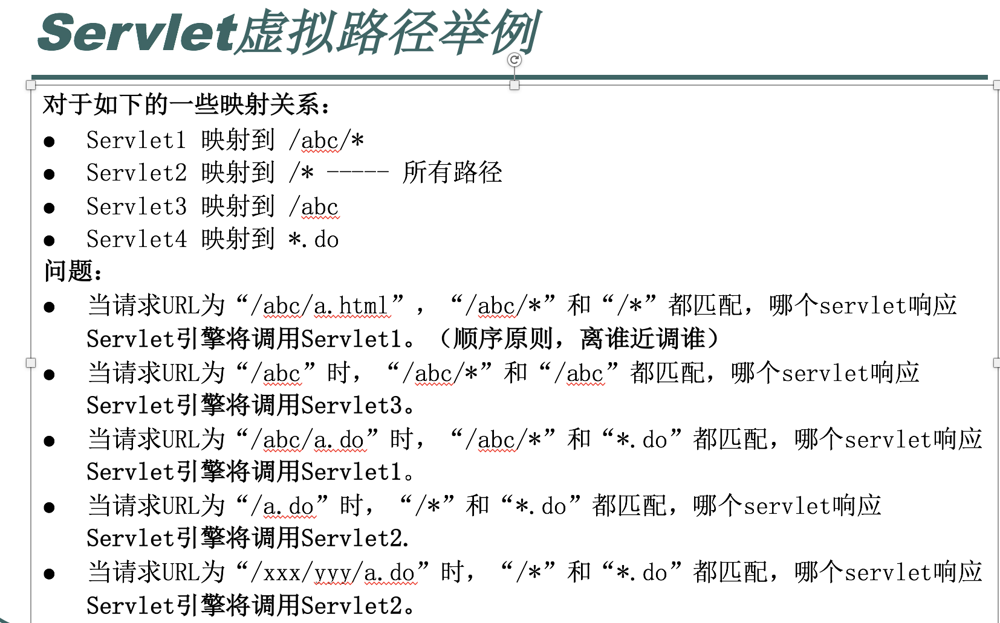 Servlet虚拟路径举例
对于如下的一些映射关系：
● Servlet1 映射到 /abc/*
● Servlet2 映射到 /* ----- 所有路径
● Servlet3 映射到 /abc
● Servlet4 映射到 *.do
问题：
● 当请求URL为“/abc/a.html”，“/abc/*”和“/*”都匹配，哪个servlet响应
Servlet引擎将调用Servlet1。（顺序原则，离谁近调谁）
● 当请求URL为“/abc”时，“/abc/*”和“/abc”都匹配，哪个servlet响应
Servlet引擎将调用Servlet3。
● 当请求URL为“/abc/a.do”时，“/abc/*”和“*.do”都匹配，哪个servlet响应
Servlet引擎将调用Servlet1。
● 当请求URL为“/a.do”时，“/*”和“*.do”都匹配，哪个servlet响应
Servlet引擎将调用Servlet2.
● 当请求URL为“/xxx/yyy/a.do”时，“/*”和“*.do”都匹配，哪个servlet响应
Servlet引擎将调用Servlet2。